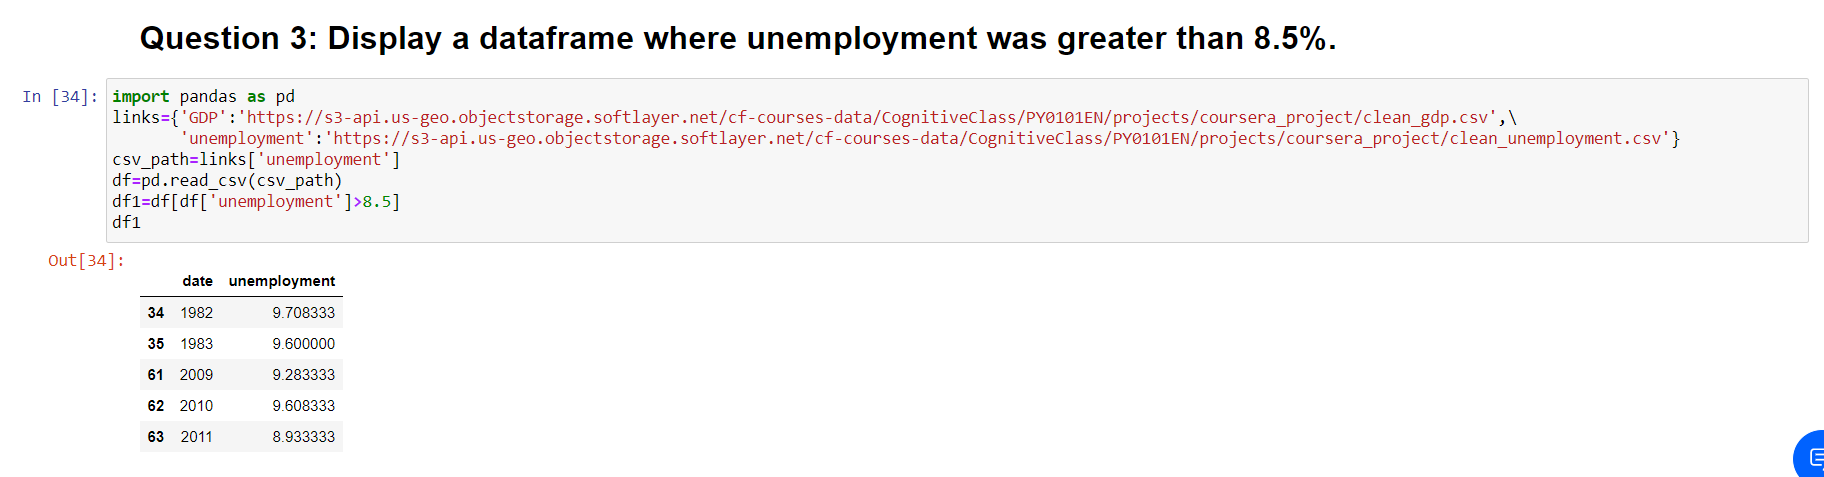 Question 3: Display a dataframe where unemployment was greater than 8.5%.
In [34]: import pandas as pd
links={'GDP':'https://s3-api.us-geo.objectstorage.softlayer.net/cf-courses-data/CognitiveClass/PY0101EN/projects/coursera_project/clean_gdp.csv',\
       'unemployment':'https://s3-api.us-geo.objectstorage.softlayer.net/cf-courses-data/CognitiveClass/PY0101EN/projects/coursera_project/clean_unemployment.csv'}
csv_path=links['unemployment']
df=pd.read_csv(csv_path)
df1=df[df['unemployment']>8.5]
df1
Out[34]:
date unemployment
34 1982 9.708333
35 1983 9.600000
61 2009 9.283333
62 2010 9.608333
63 2011 8.933333